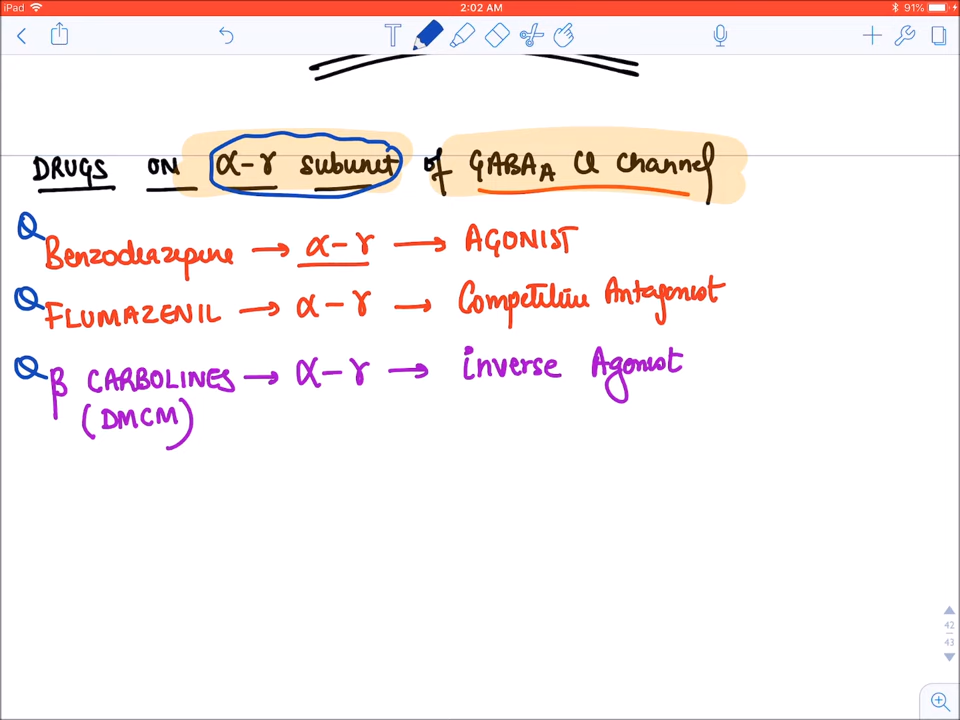 iPad 2:02 AM 91%
T
DRUGS ON α-γ subunit of GABAA Cl Channel
Q Benzodiazepine → α-γ → AGONIST
Q FLUMAZENIL → α-γ → Competitive Antagonist
Q β CARBOLINES → α-γ → inverse Agonist
(DMCM)
42
43